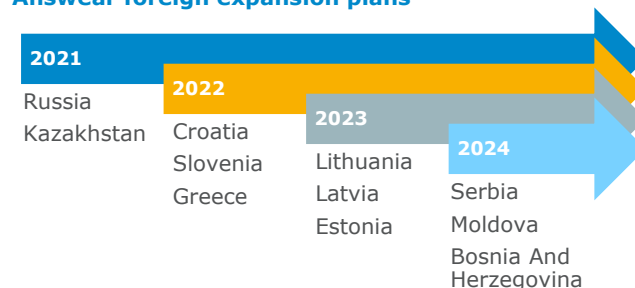 Answear foreign expansion plans
2021
Russia
Kazakhstan
2022
Croatia
Slovenia
Greece
2023
Lithuania
Latvia
Estonia
2024
Serbia
Moldova
Bosnia And
Herzegovina